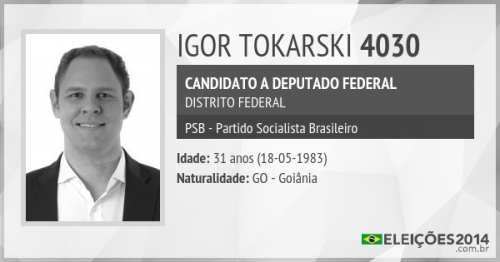 IGOR TOKARSKI 4030
CANDIDATO A DEPUTADO FEDERAL
DISTRITO FEDERAL
PSB - Partido Socialista Brasileiro
Idade: 31 anos (18-05-1983)
Naturalidade: GO - Goiânia
ELEIÇÕES2014
.com.br